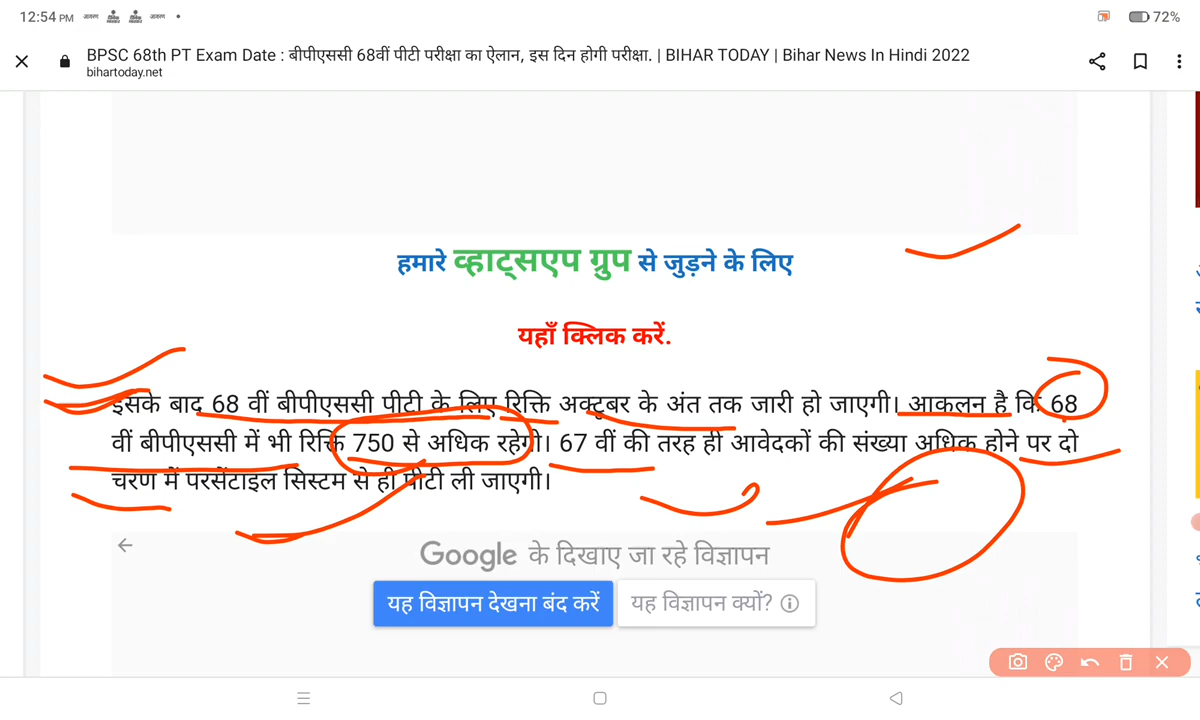 12:54 PM
72%
BPSC 68th PT Exam Date : बीपीएससी 68वीं पीटी परीक्षा का ऐलान, इस दिन होगी परीक्षा. | BIHAR TODAY | Bihar News In Hindi 2022
bihartoday.net
हमारे व्हाट्सएप ग्रुप से जुड़ने के लिए
यहाँ क्लिक करें.
इसके बाद 68 वीं बीपीएससी पीटी के लिए रिक्ति अक्टूबर के अंत तक जारी हो जाएगी। आकलन है कि 68
वीं बीपीएससी में भी रिक्ति 750 से अधिक रहेगी। 67 वीं की तरह ही आवेदकों की संख्या अधिक होने पर दो
चरण में परसेंटाइल सिस्टम से ही पीटी ली जाएगी।
Google के दिखाए जा रहे विज्ञापन
यह विज्ञापन देखना बंद करें
यह विज्ञापन क्यों?